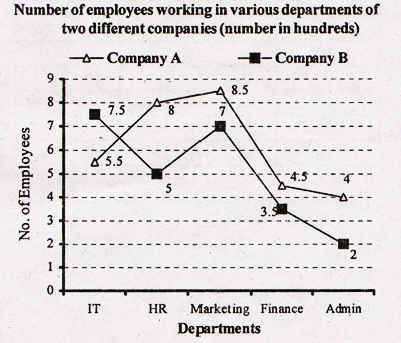 Number of employees working in various departments of
two different companies (number in hundreds)
Company A
Company B
No. of Employees
9
8
7
6
5
4
3
2
1
0
7.5
5.5
8
5
8.5
7
4.5
3.5
4
2
IT
HR
Marketing
Finance
Admin
Departments